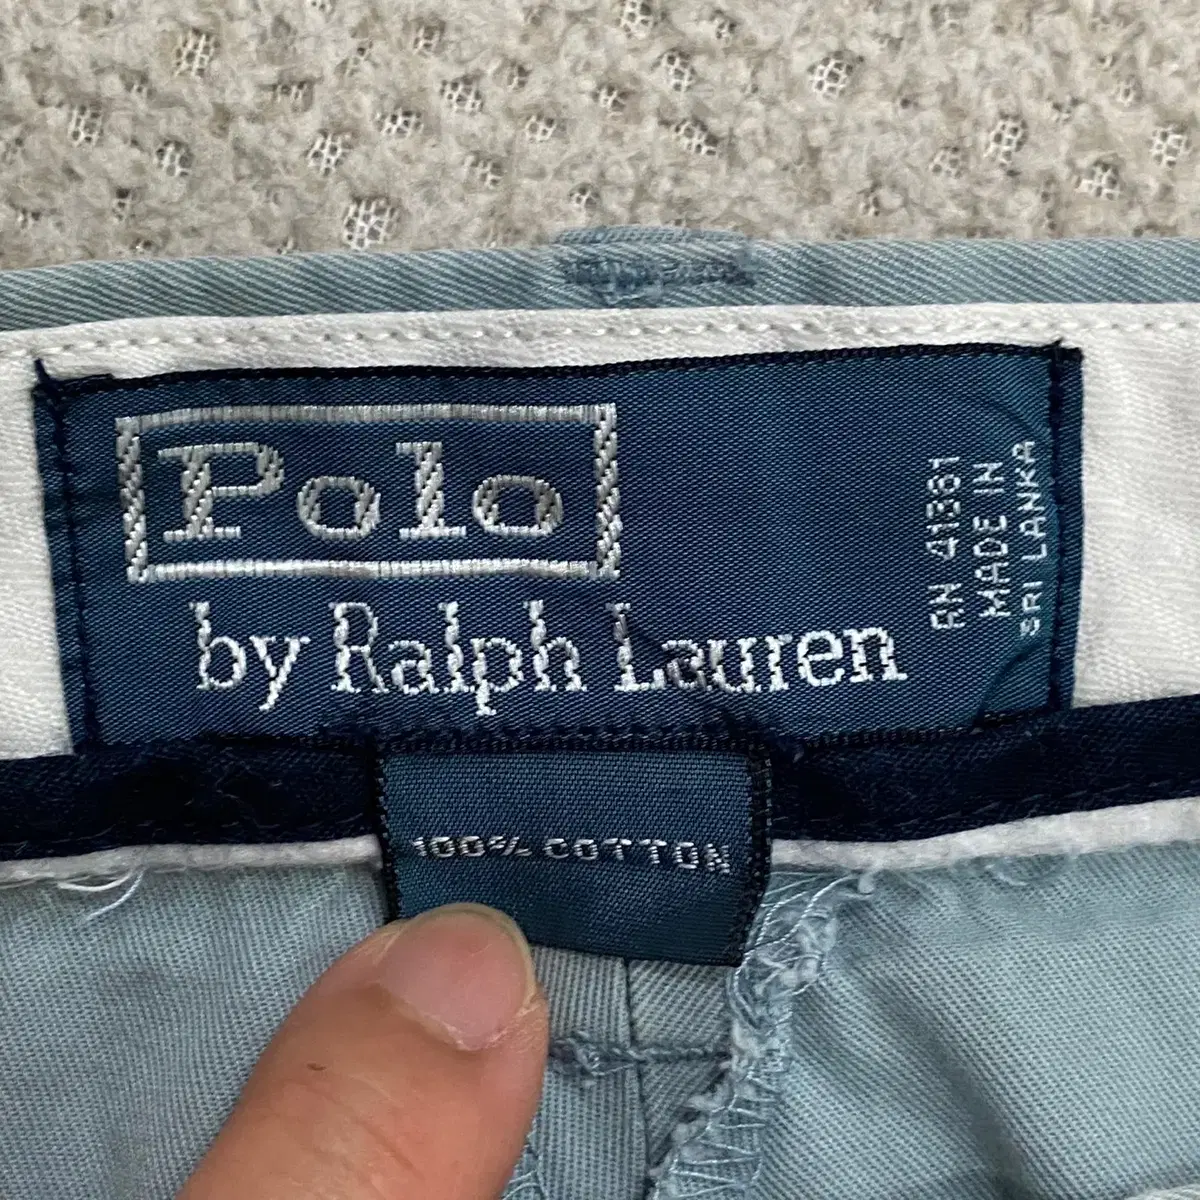 Polo
by Ralph Lauren
RN 41381
MADE IN
SRI LANKA
100% COTTON